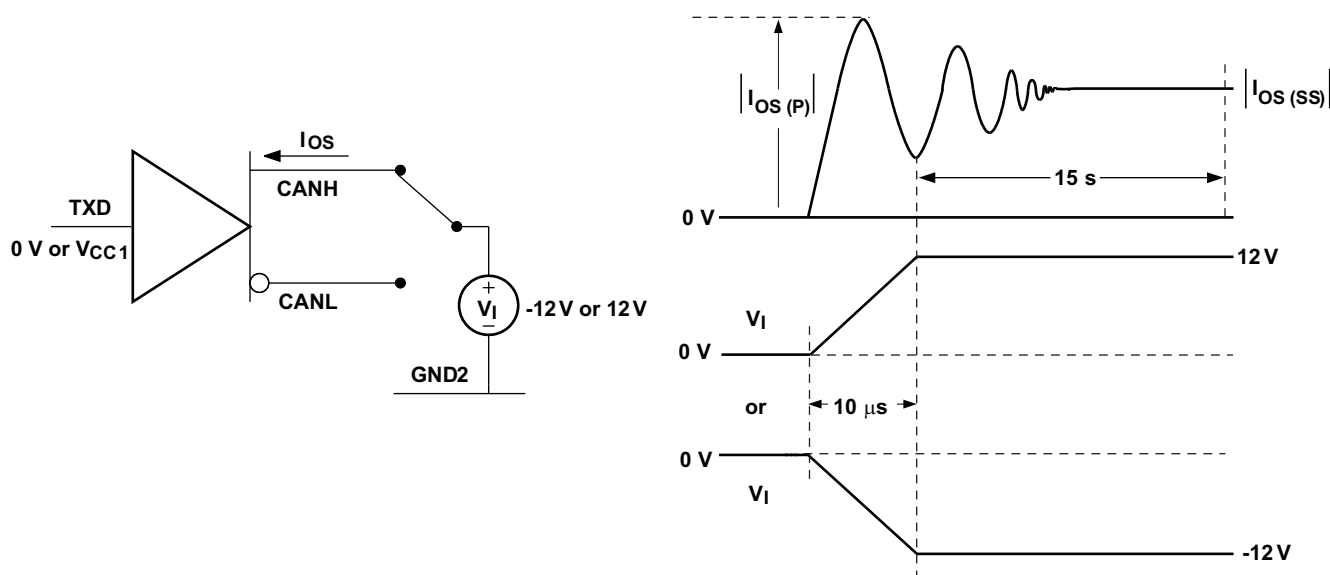 IOS
CANH
TXD
0 V or VCC1
CANL
+
VI
−
-12 V or 12 V
GND2
|IOS (P)|
|IOS (SS)|
15 s
0 V
12 V
VI
0 V
or
10 μs
0 V
VI
-12 V